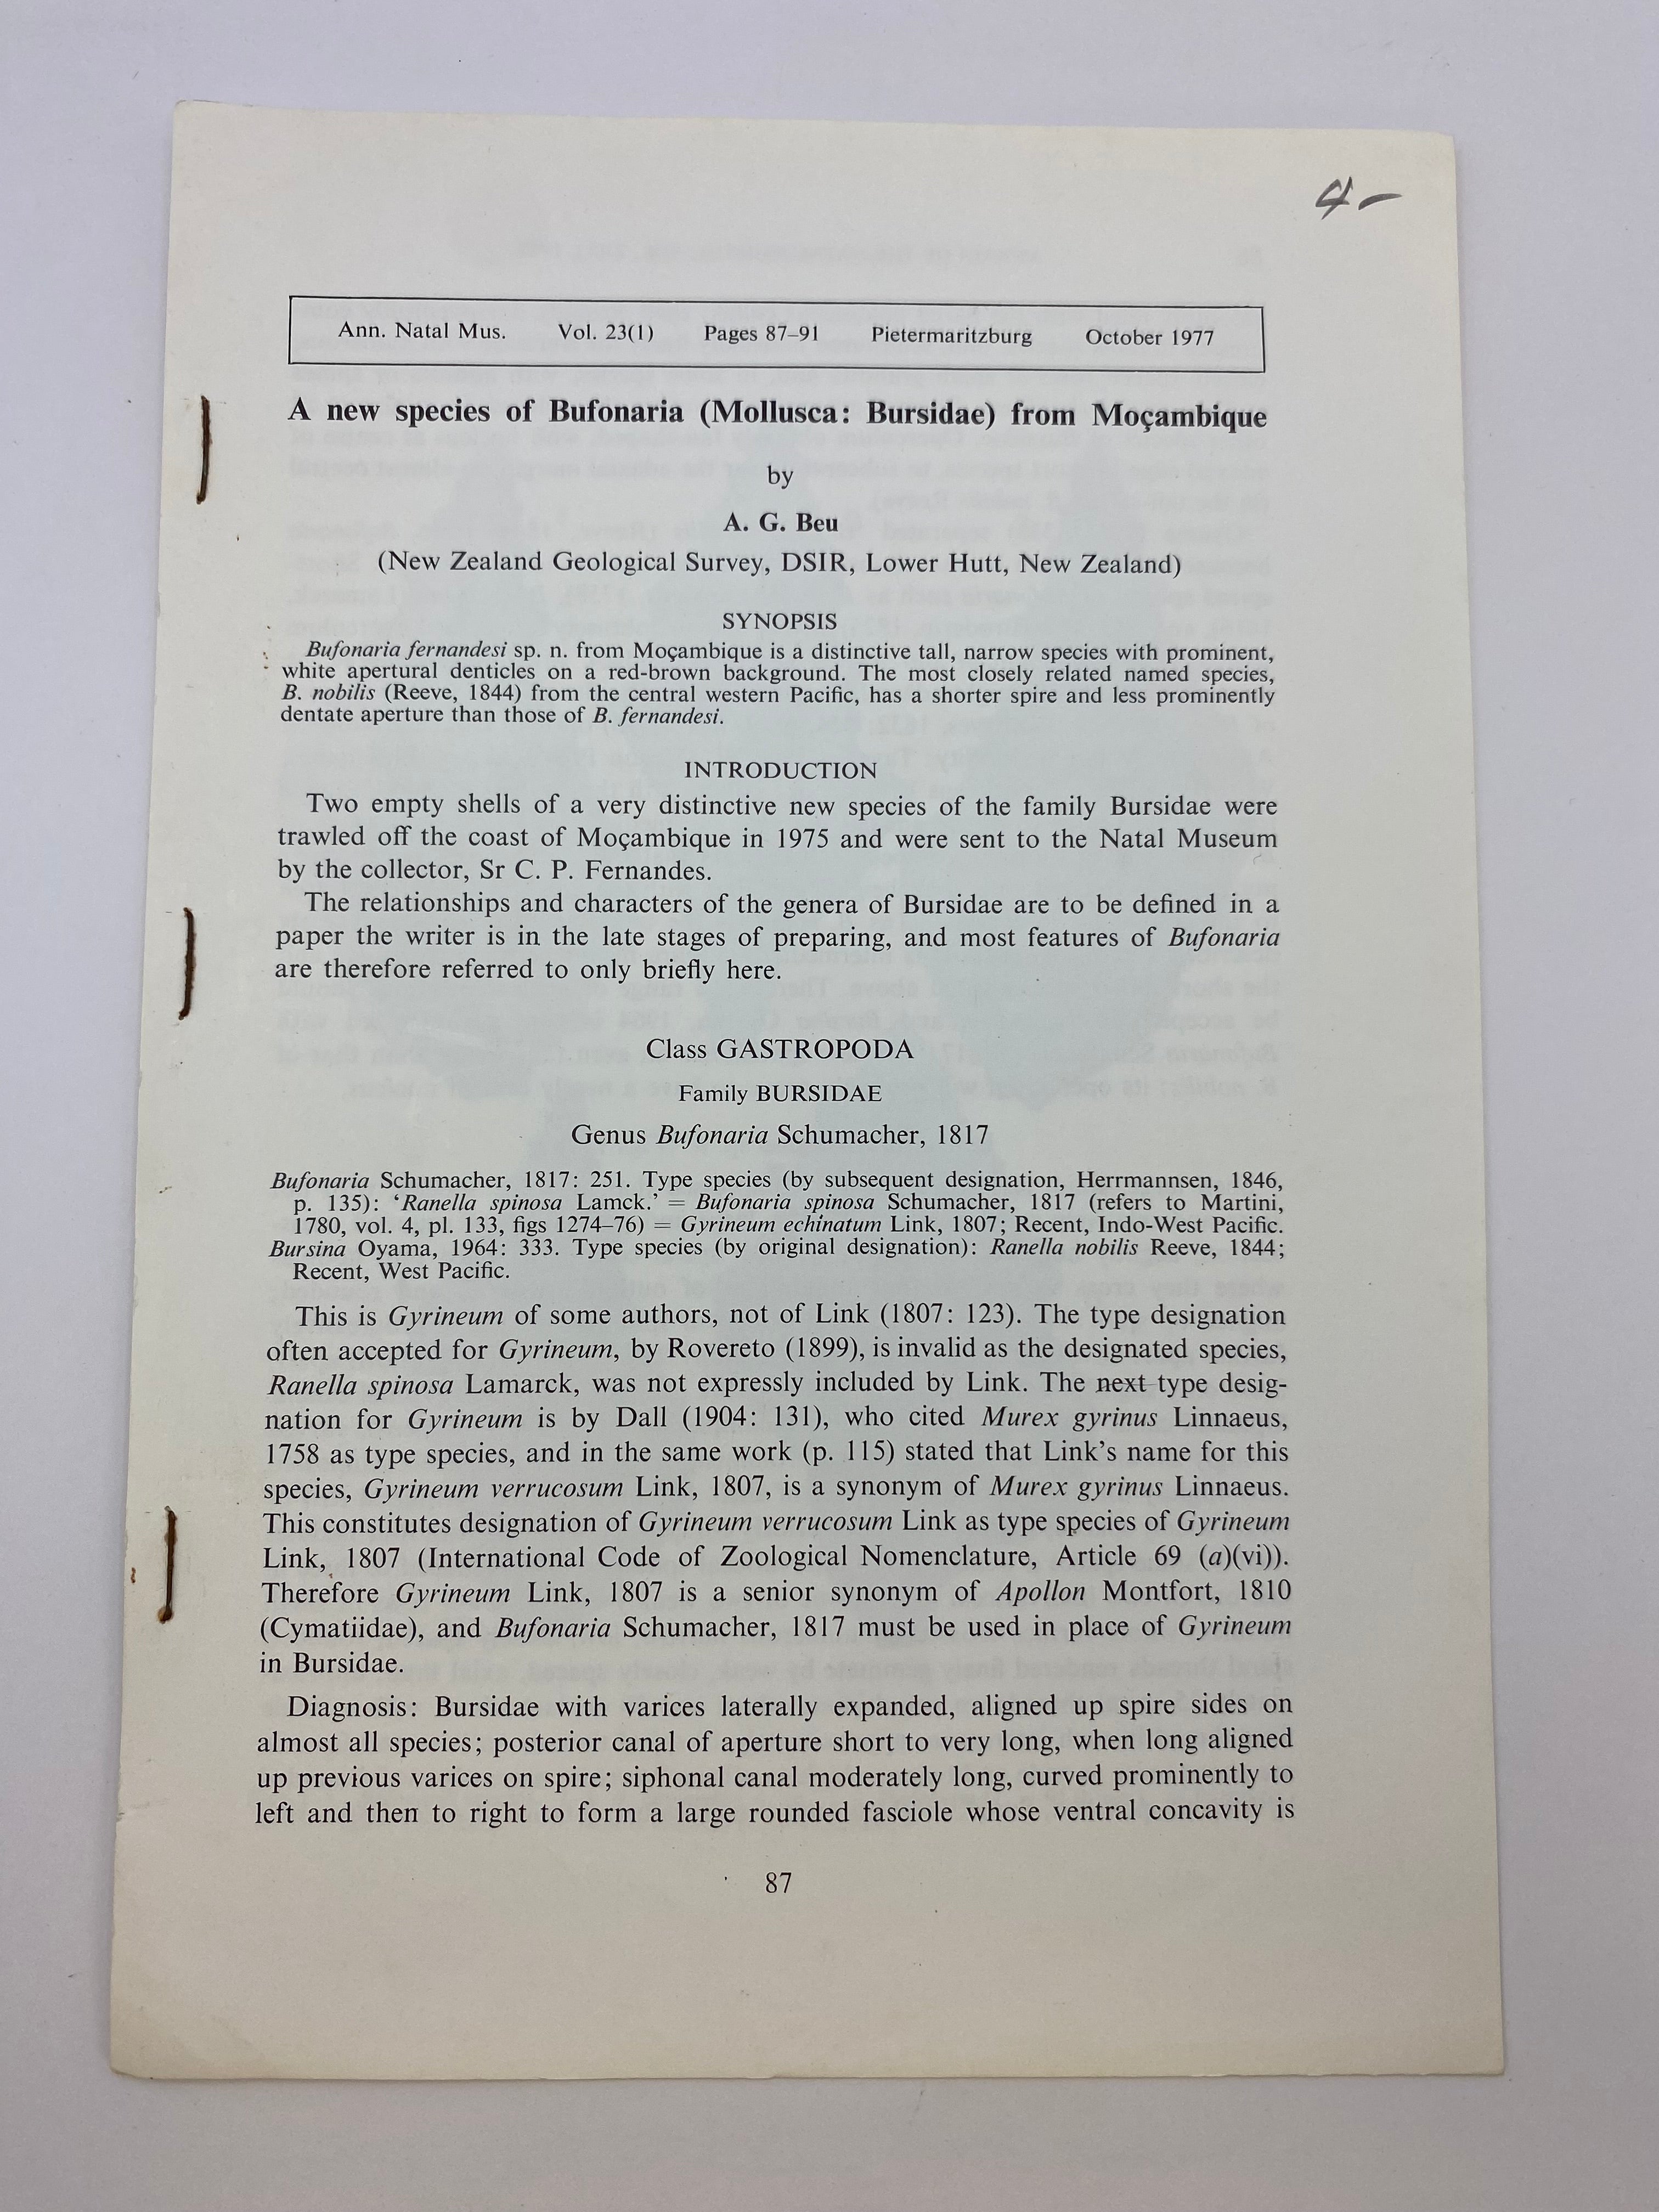 4-
Ann. Natal Mus. Vol. 23(1) Pages 87–91 Pietermaritzburg October 1977
A new species of Bufonaria (Mollusca: Bursidae) from Moçambique
by
A. G. Beu
(New Zealand Geological Survey, DSIR, Lower Hutt, New Zealand)
SYNOPSIS
Bufonaria fernandesi sp. n. from Moçambique is a distinctive tall, narrow species with prominent,
white apertural denticles on a red-brown background. The most closely related named species,
B. nobilis (Reeve, 1844) from the central western Pacific, has a shorter spire and less prominently
dentate aperture than those of B. fernandesi.
INTRODUCTION
Two empty shells of a very distinctive new species of the family Bursidae were
trawled off the coast of Moçambique in 1975 and were sent to the Natal Museum
by the collector, Sr C. P. Fernandes.
The relationships and characters of the genera of Bursidae are to be defined in a
paper the writer is in the late stages of preparing, and most features of Bufonaria
are therefore referred to only briefly here.
Class GASTROPODA
Family BURSIDAE
Genus Bufonaria Schumacher, 1817
Bufonaria Schumacher, 1817: 251. Type species (by subsequent designation, Herrmannsen, 1846,
p. 135): ‘Ranella spinosa Lamck.’ = Bufonaria spinosa Schumacher, 1817 (refers to Martini,
1780, vol. 4, pl. 133, figs 1274–76) = Gyrineum echinatum Link, 1807; Recent, Indo-West Pacific.
Bursina Oyama, 1964: 333. Type species (by original designation): Ranella nobilis Reeve, 1844;
Recent, West Pacific.
This is Gyrineum of some authors, not of Link (1807: 123). The type designation
often accepted for Gyrineum, by Rovereto (1899), is invalid as the designated species,
Ranella spinosa Lamarck, was not expressly included by Link. The next type desig-
nation for Gyrineum is by Dall (1904: 131), who cited Murex gyrinus Linnaeus,
1758 as type species, and in the same work (p. 115) stated that Link’s name for this
species, Gyrineum verrucosum Link, 1807, is a synonym of Murex gyrinus Linnaeus.
This constitutes designation of Gyrineum verrucosum Link as type species of Gyrineum
Link, 1807 (International Code of Zoological Nomenclature, Article 69 (a)(vi)).
Therefore Gyrineum Link, 1807 is a senior synonym of Apollon Montfort, 1810
(Cymatiidae), and Bufonaria Schumacher, 1817 must be used in place of Gyrineum
in Bursidae.
Diagnosis: Bursidae with varices laterally expanded, aligned up spire sides on
almost all species; posterior canal of aperture short to very long, when long aligned
up previous varices on spire; siphonal canal moderately long, curved prominently to
left and then to right to form a large rounded fasciole whose ventral concavity is
87